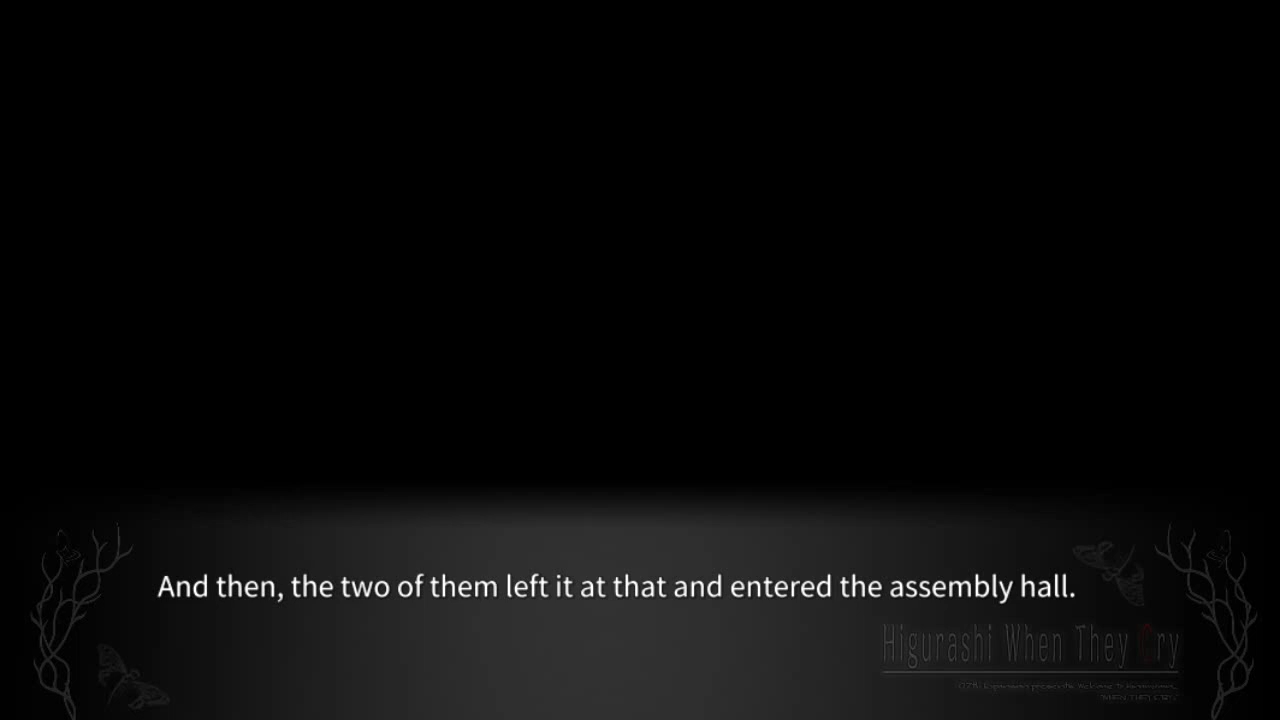 And then, the two of them left it at that and entered the assembly hall.
Higurashi When They Cry